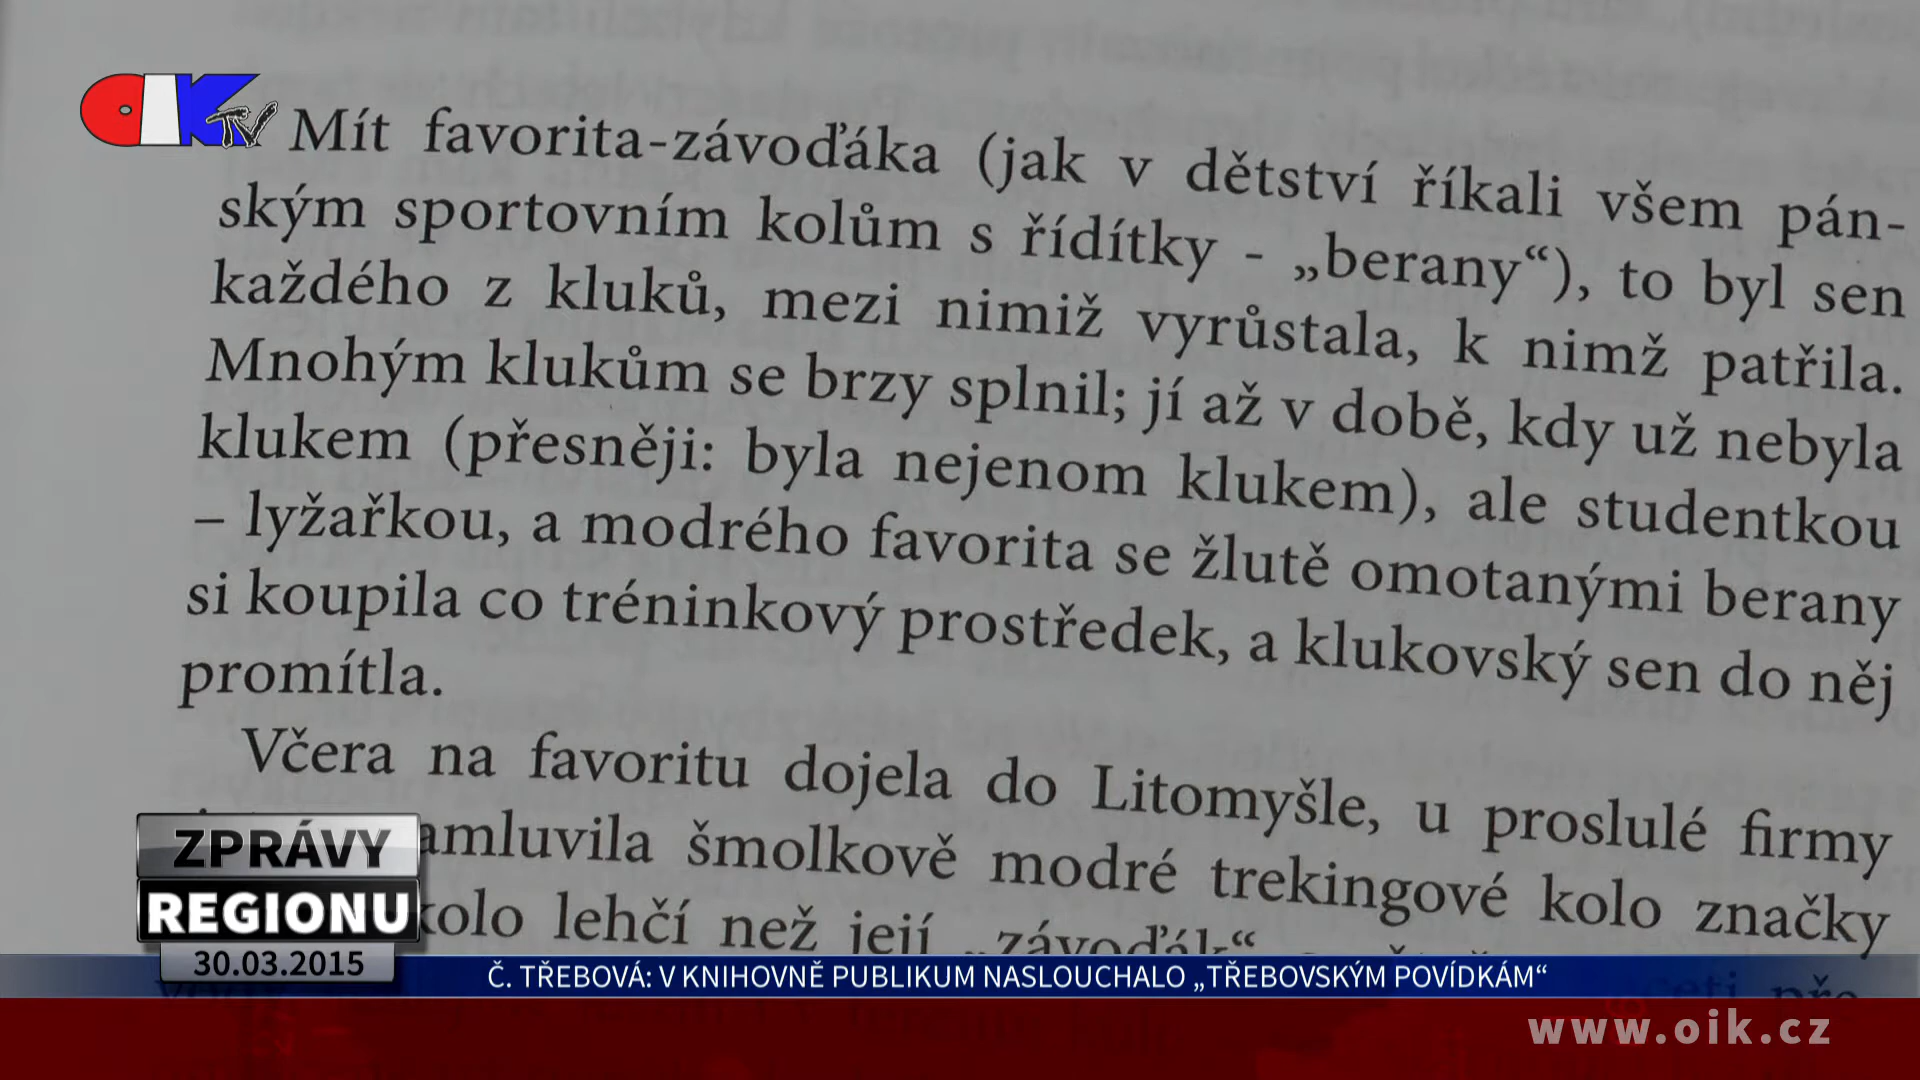 OIK TV
Mít favorita-závoďáka (jak v dětství říkali všem pán-
ským sportovním kolům s řídítky - „berany“), to byl sen
každého z kluků, mezi nimiž vyrůstala, k nimž patřila.
Mnohým klukům se brzy splnil; jí až v době, kdy už nebyla
klukem (přesněji: byla nejenom klukem), ale studentkou
– lyžařkou, a modrého favorita se žlutě omotanými berany
si koupila co tréninkový prostředek, a klukovský sen do něj
promítla.
Včera na favoritu dojela do Litomyšle, u proslulé firmy
amluvila šmolkově modré trekingové kolo značky
kolo lehčí než její „závoďák“
ZPRÁVY
REGIONU
30.03.2015
Č. TŘEBOVÁ: V KNIHOVNĚ PUBLIKUM NASLOUCHALO „TŘEBOVSKÝM POVÍDKÁM“
www.oik.cz